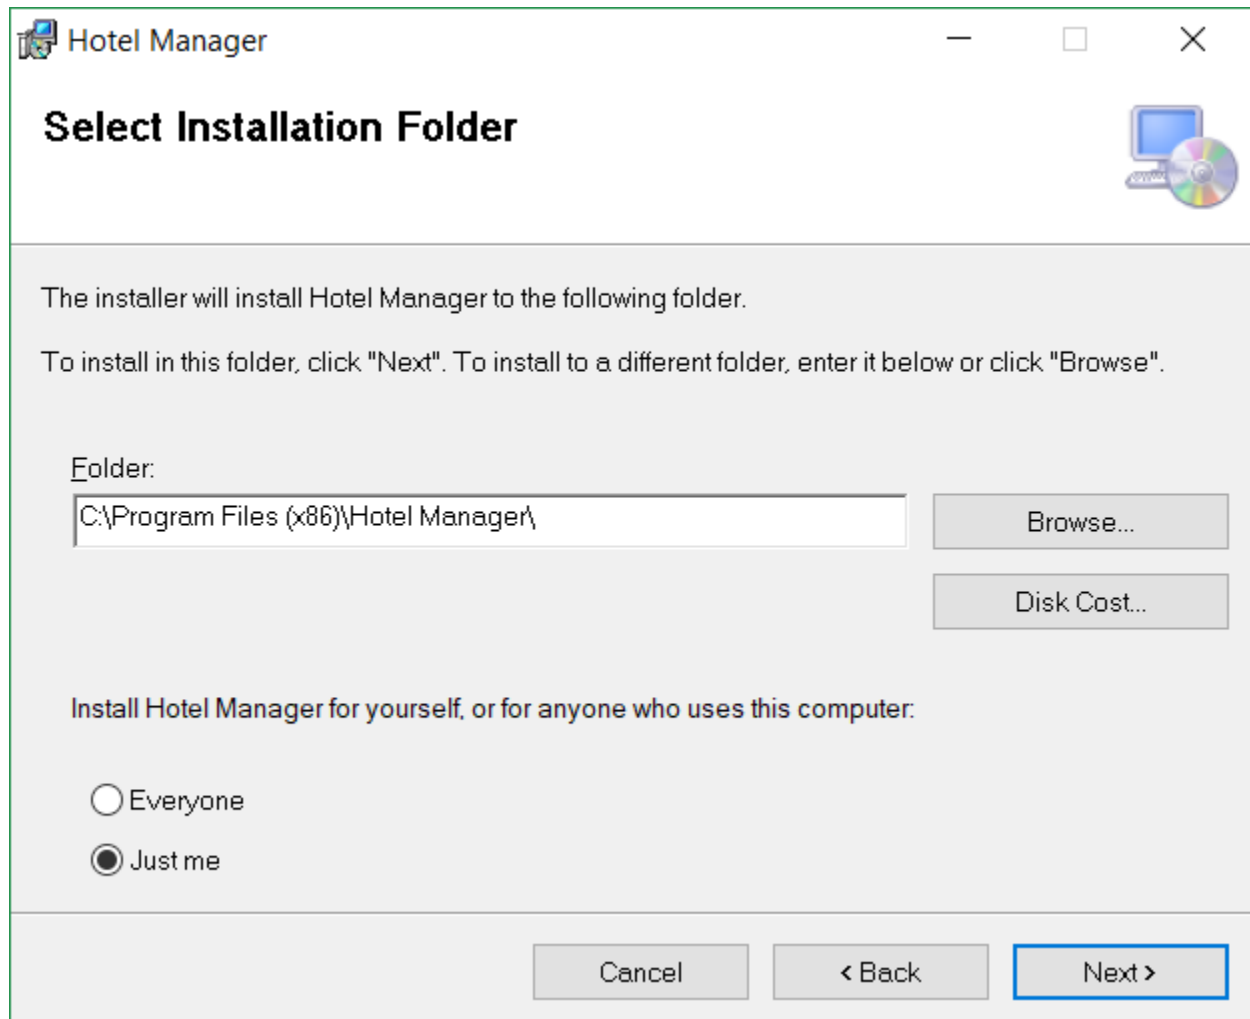 Hotel Manager
Select Installation Folder
The installer will install Hotel Manager to the following folder.
To install in this folder, click "Next". To install to a different folder, enter it below or click "Browse".
Folder:
C:\Program Files (x86)\Hotel Manager\
Browse...
Disk Cost...
Install Hotel Manager for yourself, or for anyone who uses this computer:
Everyone
Just me
Cancel
< Back
Next >